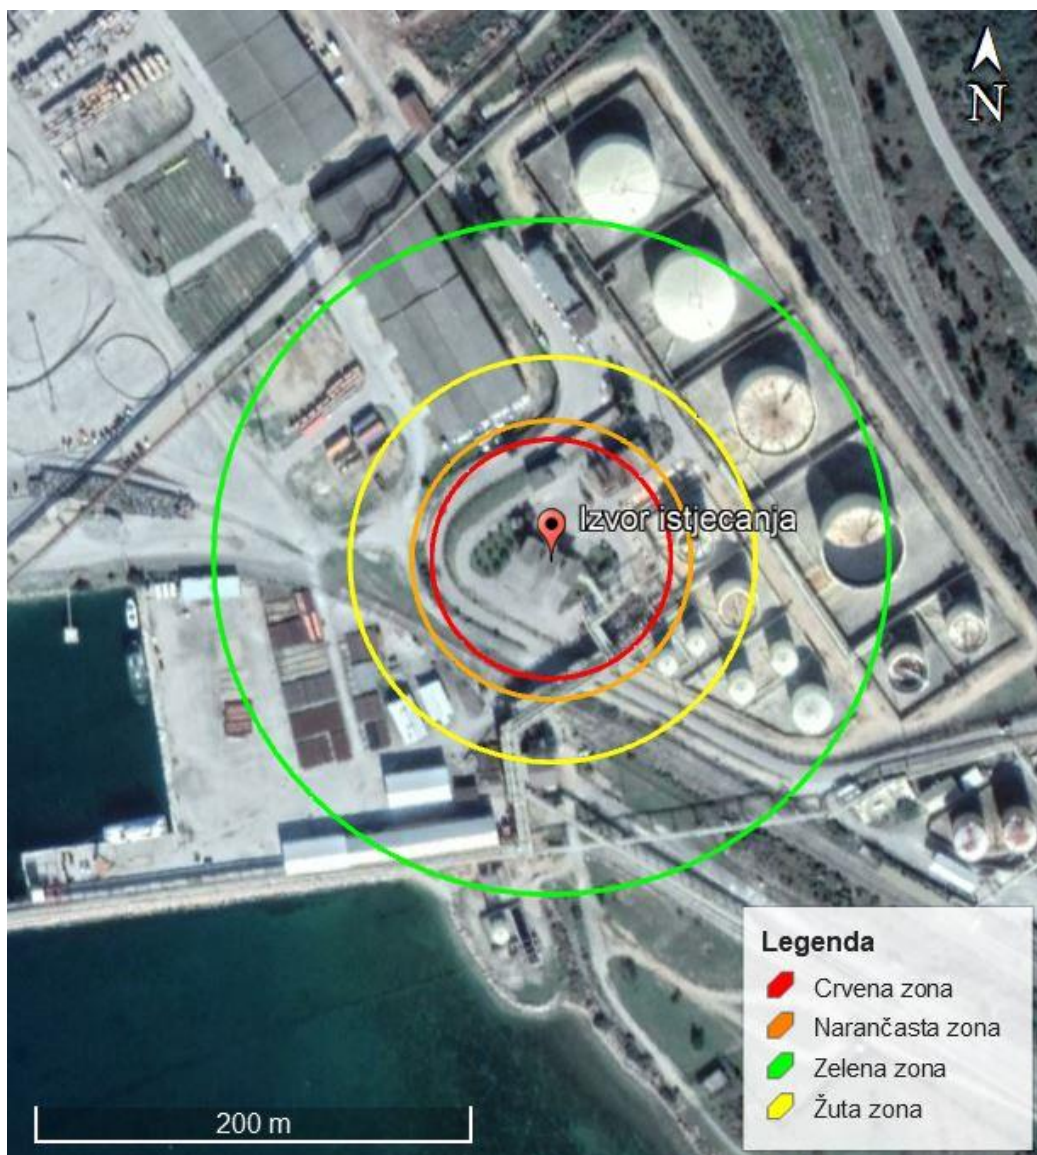 N
Izvor istjecanja
Legenda
Crvena zona
Narančasta zona
Zelena zona
Žuta zona
200 m